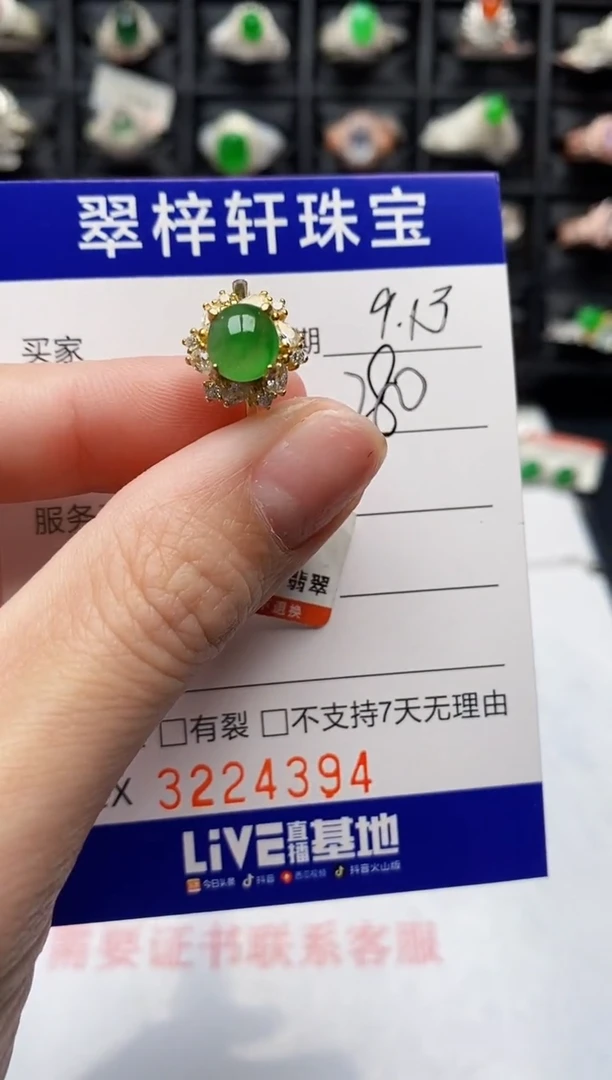 翠梓轩珠宝
买家
期 9.13
280
服务
翡翠
退换
□有裂 □不支持7天无理由
3224394
LiVE直播基地
今日头条 抖音 西瓜视频 抖音火山版
需要证书联系客服